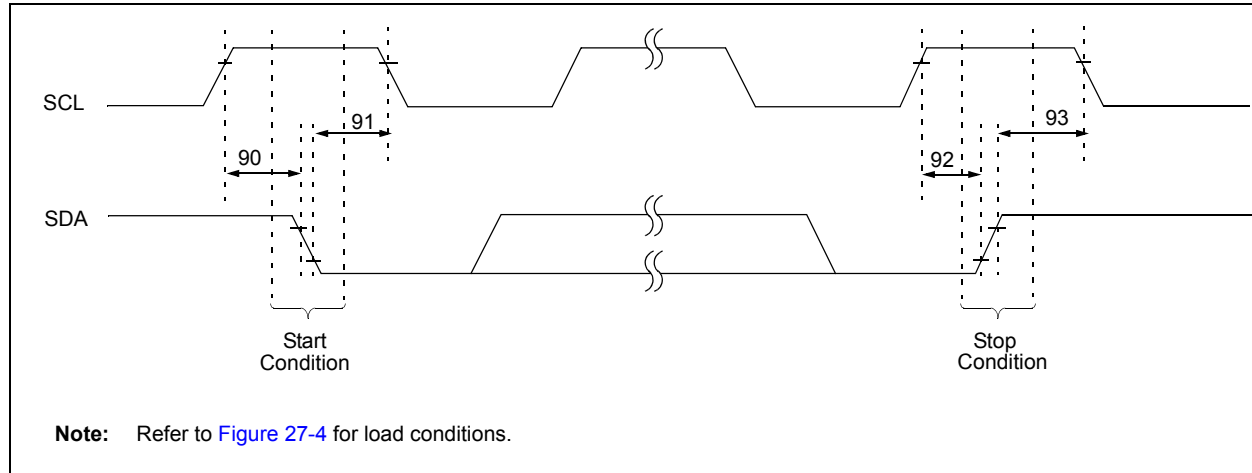 SCL
91
93
90
92
SDA
Start
Condition
Stop
Condition
Note: Refer to Figure 27-4 for load conditions.